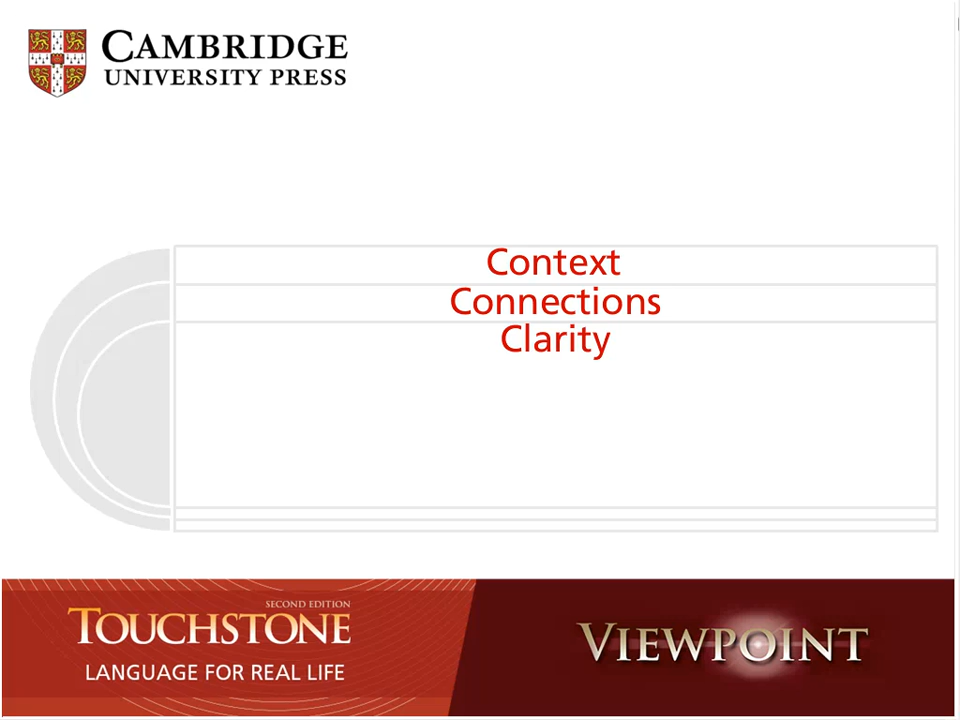 CAMBRIDGE
UNIVERSITY PRESS
Context
Connections
Clarity
SECOND EDITION
TOUCHSTONE
LANGUAGE FOR REAL LIFE
VIEWPOINT